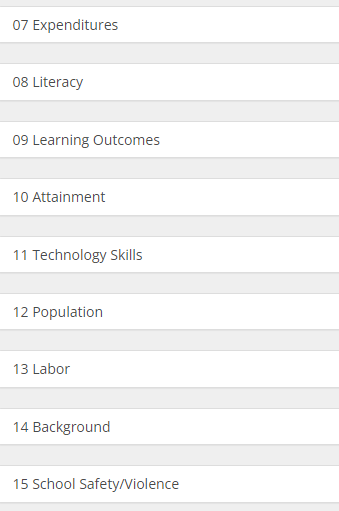 07 Expenditures
08 Literacy
09 Learning Outcomes
10 Attainment
11 Technology Skills
12 Population
13 Labor
14 Background
15 School Safety/Violence